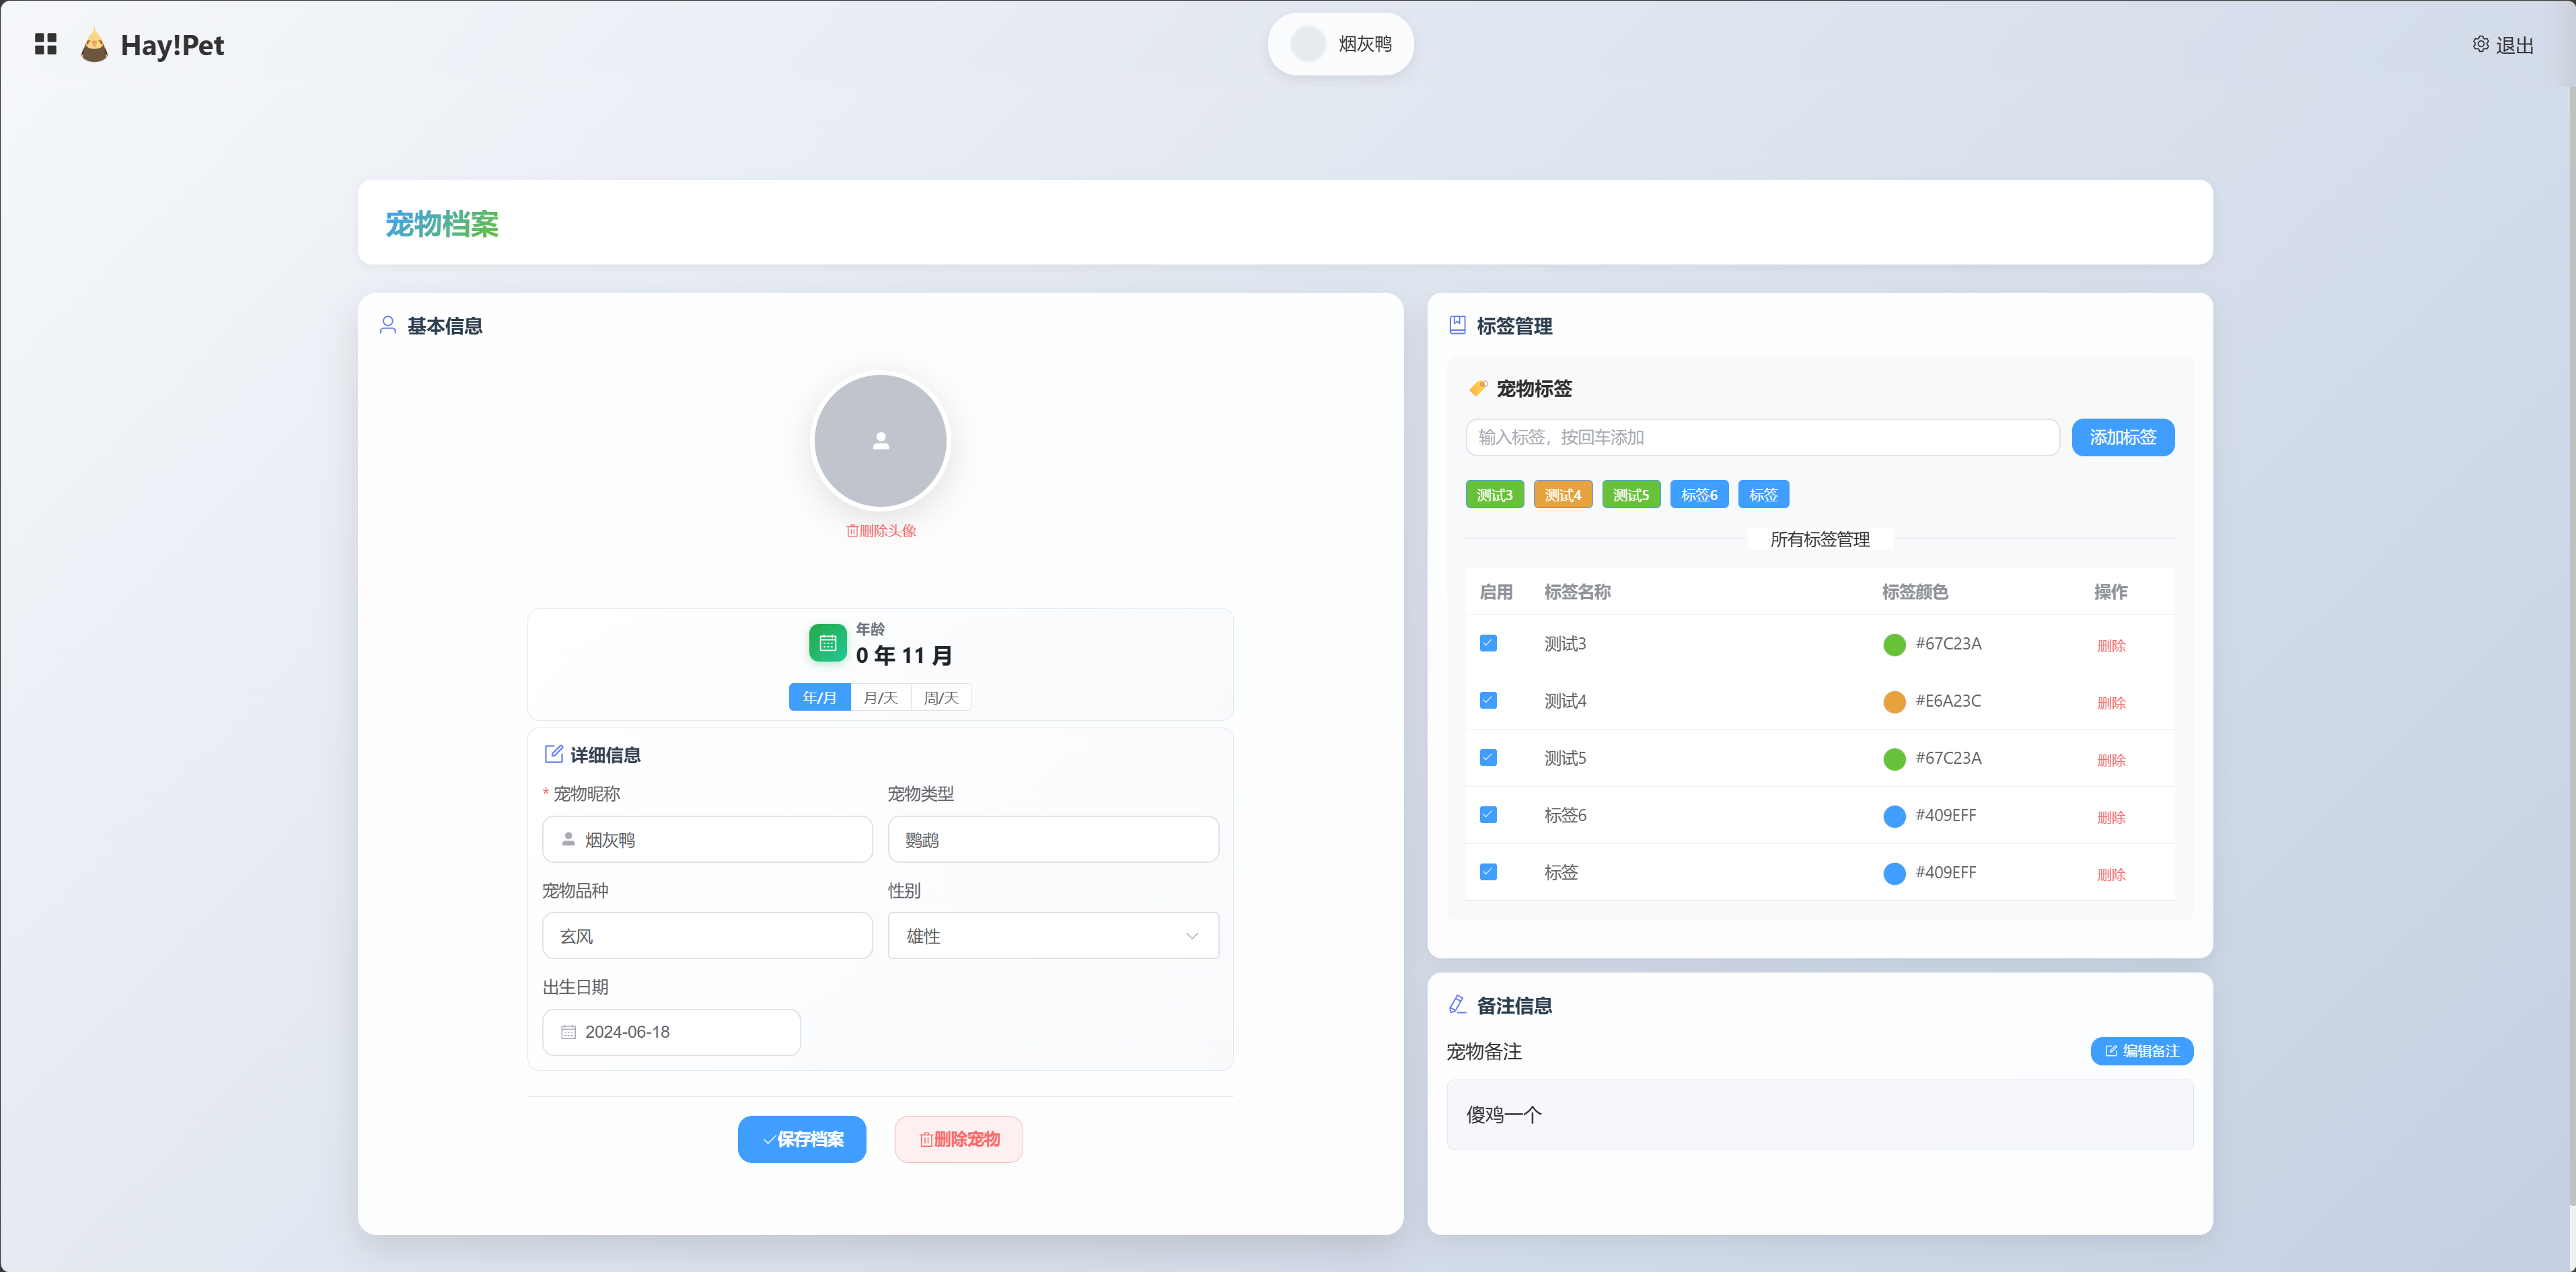 Hay!Pet
烟灰鸭
退出
宠物档案
基本信息
删除头像
年龄
0 年 11 月
年/月 月/天 周/天
详细信息
* 宠物昵称 宠物类型
烟灰鸭 鹦鹉
宠物品种 性别
玄风 雄性
出生日期
2024-06-18
保存档案 删除宠物
标签管理
宠物标签
输入标签，按回车添加 添加标签
测试3 测试4 测试5 标签6 标签
所有标签管理
启用 标签名称 标签颜色 操作
测试3 #67C23A 删除
测试4 #E6A23C 删除
测试5 #67C23A 删除
标签6 #409EFF 删除
标签 #409EFF 删除
备注信息
宠物备注 编辑备注
傻鸡一个